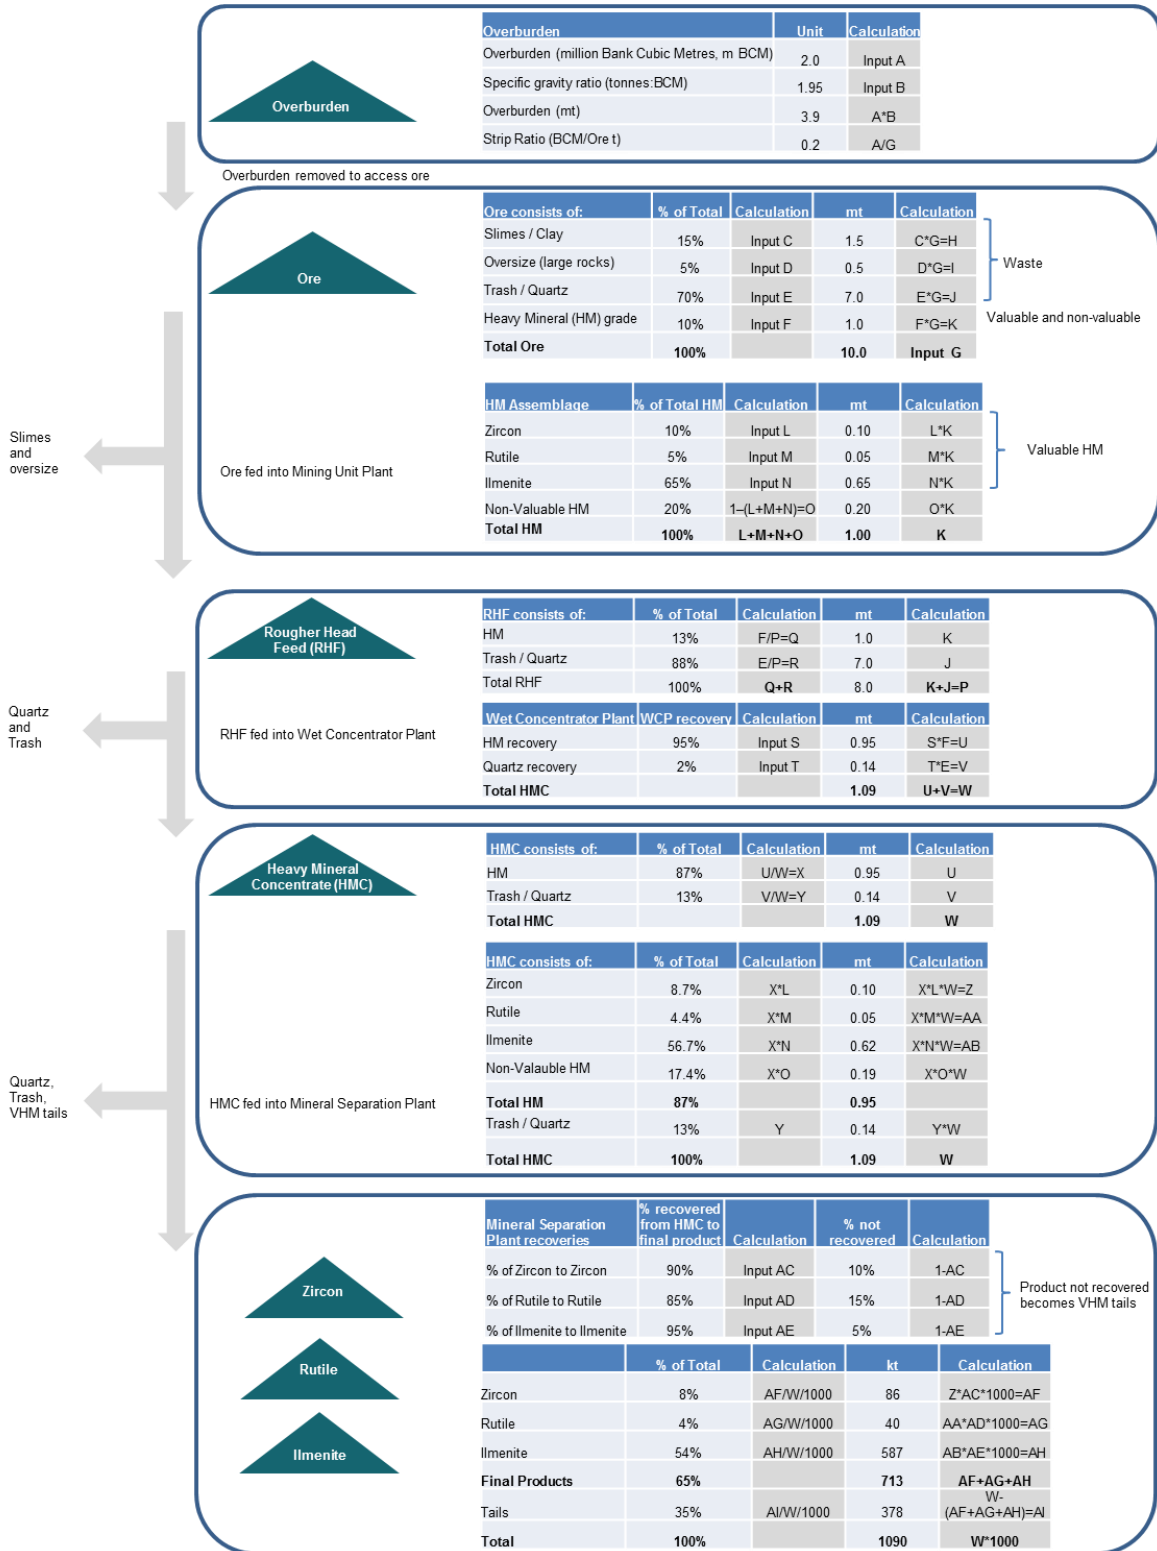 Overburden Unit Calculation
Overburden (million Bank Cubic Metres, m BCM) 2.0 Input A
Specific gravity ratio (tonnes:BCM) 1.95 Input B
Overburden (mt) 3.9 A*B
Strip Ratio (BCM/Ore t) 0.2 A/G
Overburden
Overburden removed to access ore
Ore consists of: % of Total Calculation mt Calculation
Slimes / Clay 15% Input C 1.5 C*G=H
Oversize (large rocks) 5% Input D 0.5 D*G=I
Trash / Quartz 70% Input E 7.0 E*G=J
Heavy Mineral (HM) grade 10% Input F 1.0 F*G=K
Total Ore 100% 10.0 Input G
Waste
Valuable and non-valuable
Ore
HM Assemblage % of Total HM Calculation mt Calculation
Zircon 10% Input L 0.10 L*K
Rutile 5% Input M 0.05 M*K
Ilmenite 65% Input N 0.65 N*K
Non-Valuable HM 20% 1–(L+M+N)=O 0.20 O*K
Total HM 100% L+M+N+O 1.00 K
Valuable HM
Slimes
and
oversize
Ore fed into Mining Unit Plant
Rougher Head
Feed (RHF)
RHF consists of: % of Total Calculation mt Calculation
HM 13% F/P=Q 1.0 K
Trash / Quartz 88% E/P=R 7.0 J
Total RHF 100% Q+R 8.0 K+J=P
Wet Concentrator Plant WCP recovery Calculation mt Calculation
HM recovery 95% Input S 0.95 S*F=U
Quartz recovery 2% Input T 0.14 T*E=V
Total HMC 1.09 U+V=W
Quartz
and
Trash
RHF fed into Wet Concentrator Plant
Heavy Mineral
Concentrate (HMC)
HMC consists of: % of Total Calculation mt Calculation
HM 87% U/W=X 0.95 U
Trash / Quartz 13% V/W=Y 0.14 V
Total HMC 1.09 W
HMC consists of: % of Total Calculation mt Calculation
Zircon 8.7% X*L 0.10 X*L*W=Z
Rutile 4.4% X*M 0.05 X*M*W=AA
Ilmenite 56.7% X*N 0.62 X*N*W=AB
Non-Valauble HM 17.4% X*O 0.19 X*O*W
Total HM 87% 0.95
Trash / Quartz 13% Y 0.14 Y*W
Total HMC 100% 1.09 W
Quartz,
Trash,
VHM tails
HMC fed into Mineral Separation Plant
Mineral Separation Plant recoveries % recovered from HMC to final product Calculation % not recovered Calculation
% of Zircon to Zircon 90% Input AC 10% 1-AC
% of Rutile to Rutile 85% Input AD 15% 1-AD
% of Ilmenite to Ilmenite 95% Input AE 5% 1-AE
Product not recovered
becomes VHM tails
Zircon
Rutile
Ilmenite
% of Total Calculation kt Calculation
Zircon 8% AF/W/1000 86 Z*AC*1000=AF
Rutile 4% AG/W/1000 40 AA*AD*1000=AG
Ilmenite 54% AH/W/1000 587 AB*AE*1000=AH
Final Products 65% 713 AF+AG+AH
Tails 35% AI/W/1000 378 W-(AF+AG+AH)=AI
Total 100% 1090 W*1000